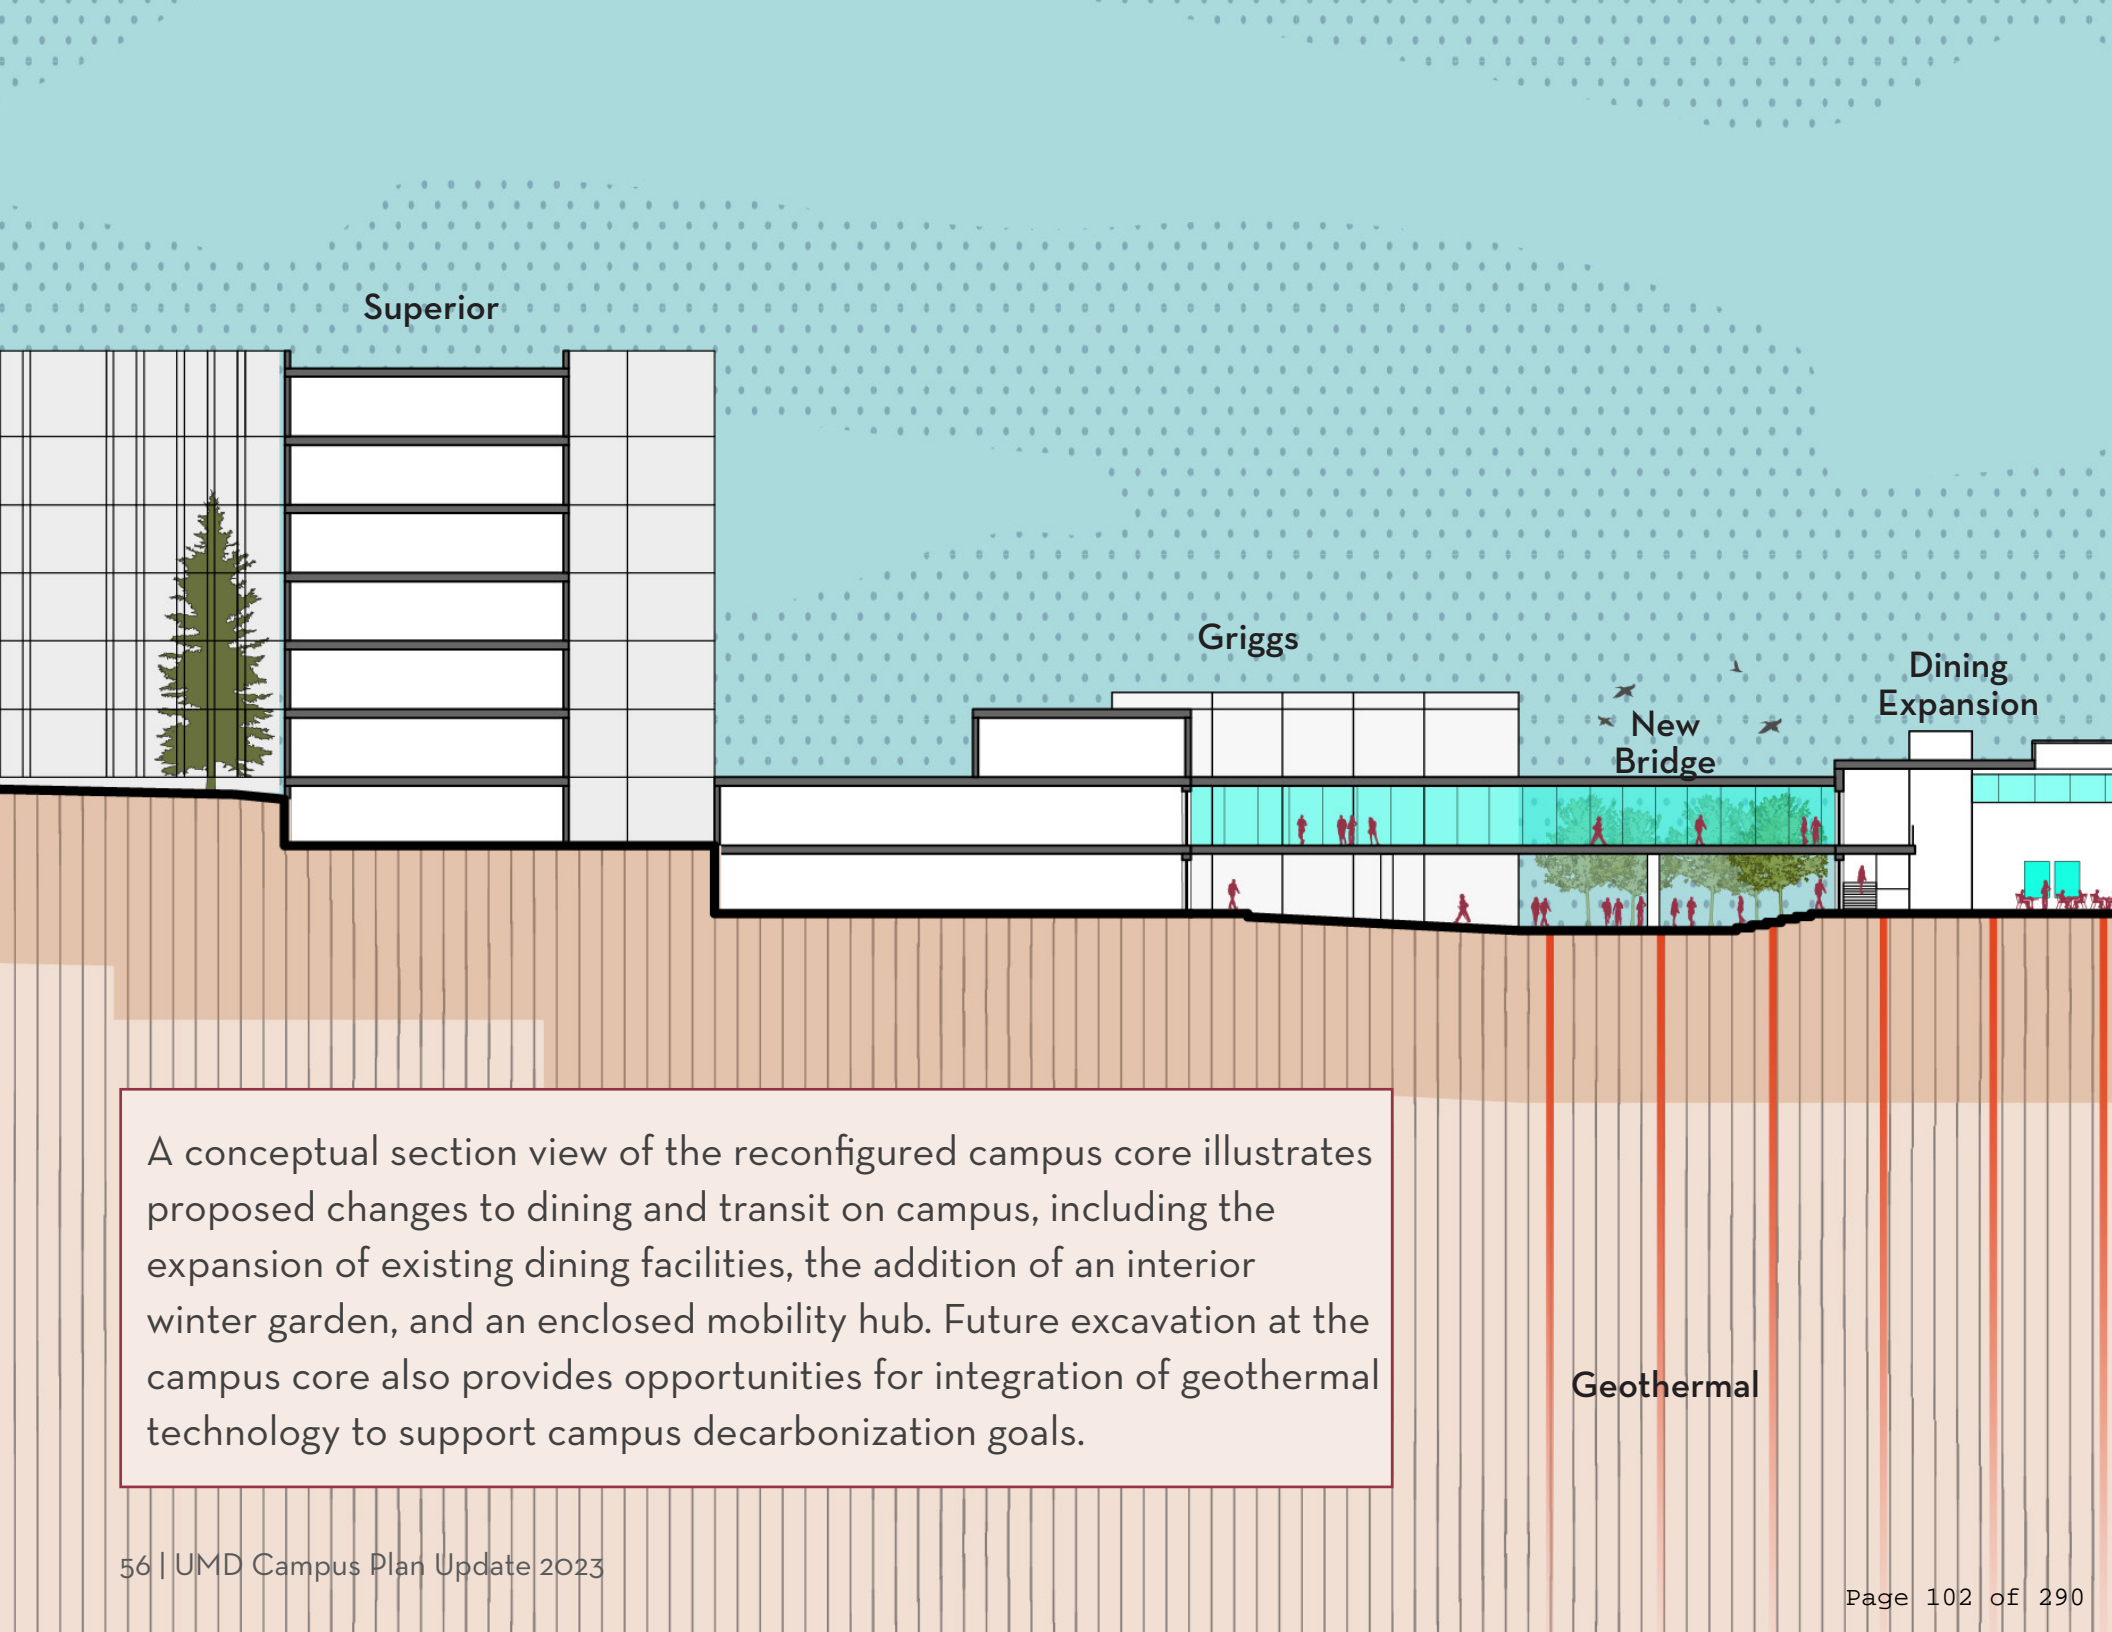 Superior
Griggs
New
Bridge
Dining
Expansion
A conceptual section view of the reconfigured campus core illustrates
proposed changes to dining and transit on campus, including the
expansion of existing dining facilities, the addition of an interior
winter garden, and an enclosed mobility hub. Future excavation at the
campus core also provides opportunities for integration of geothermal
technology to support campus decarbonization goals.
Geothermal
56 | UMD Campus Plan Update 2023
Page 102 of 290